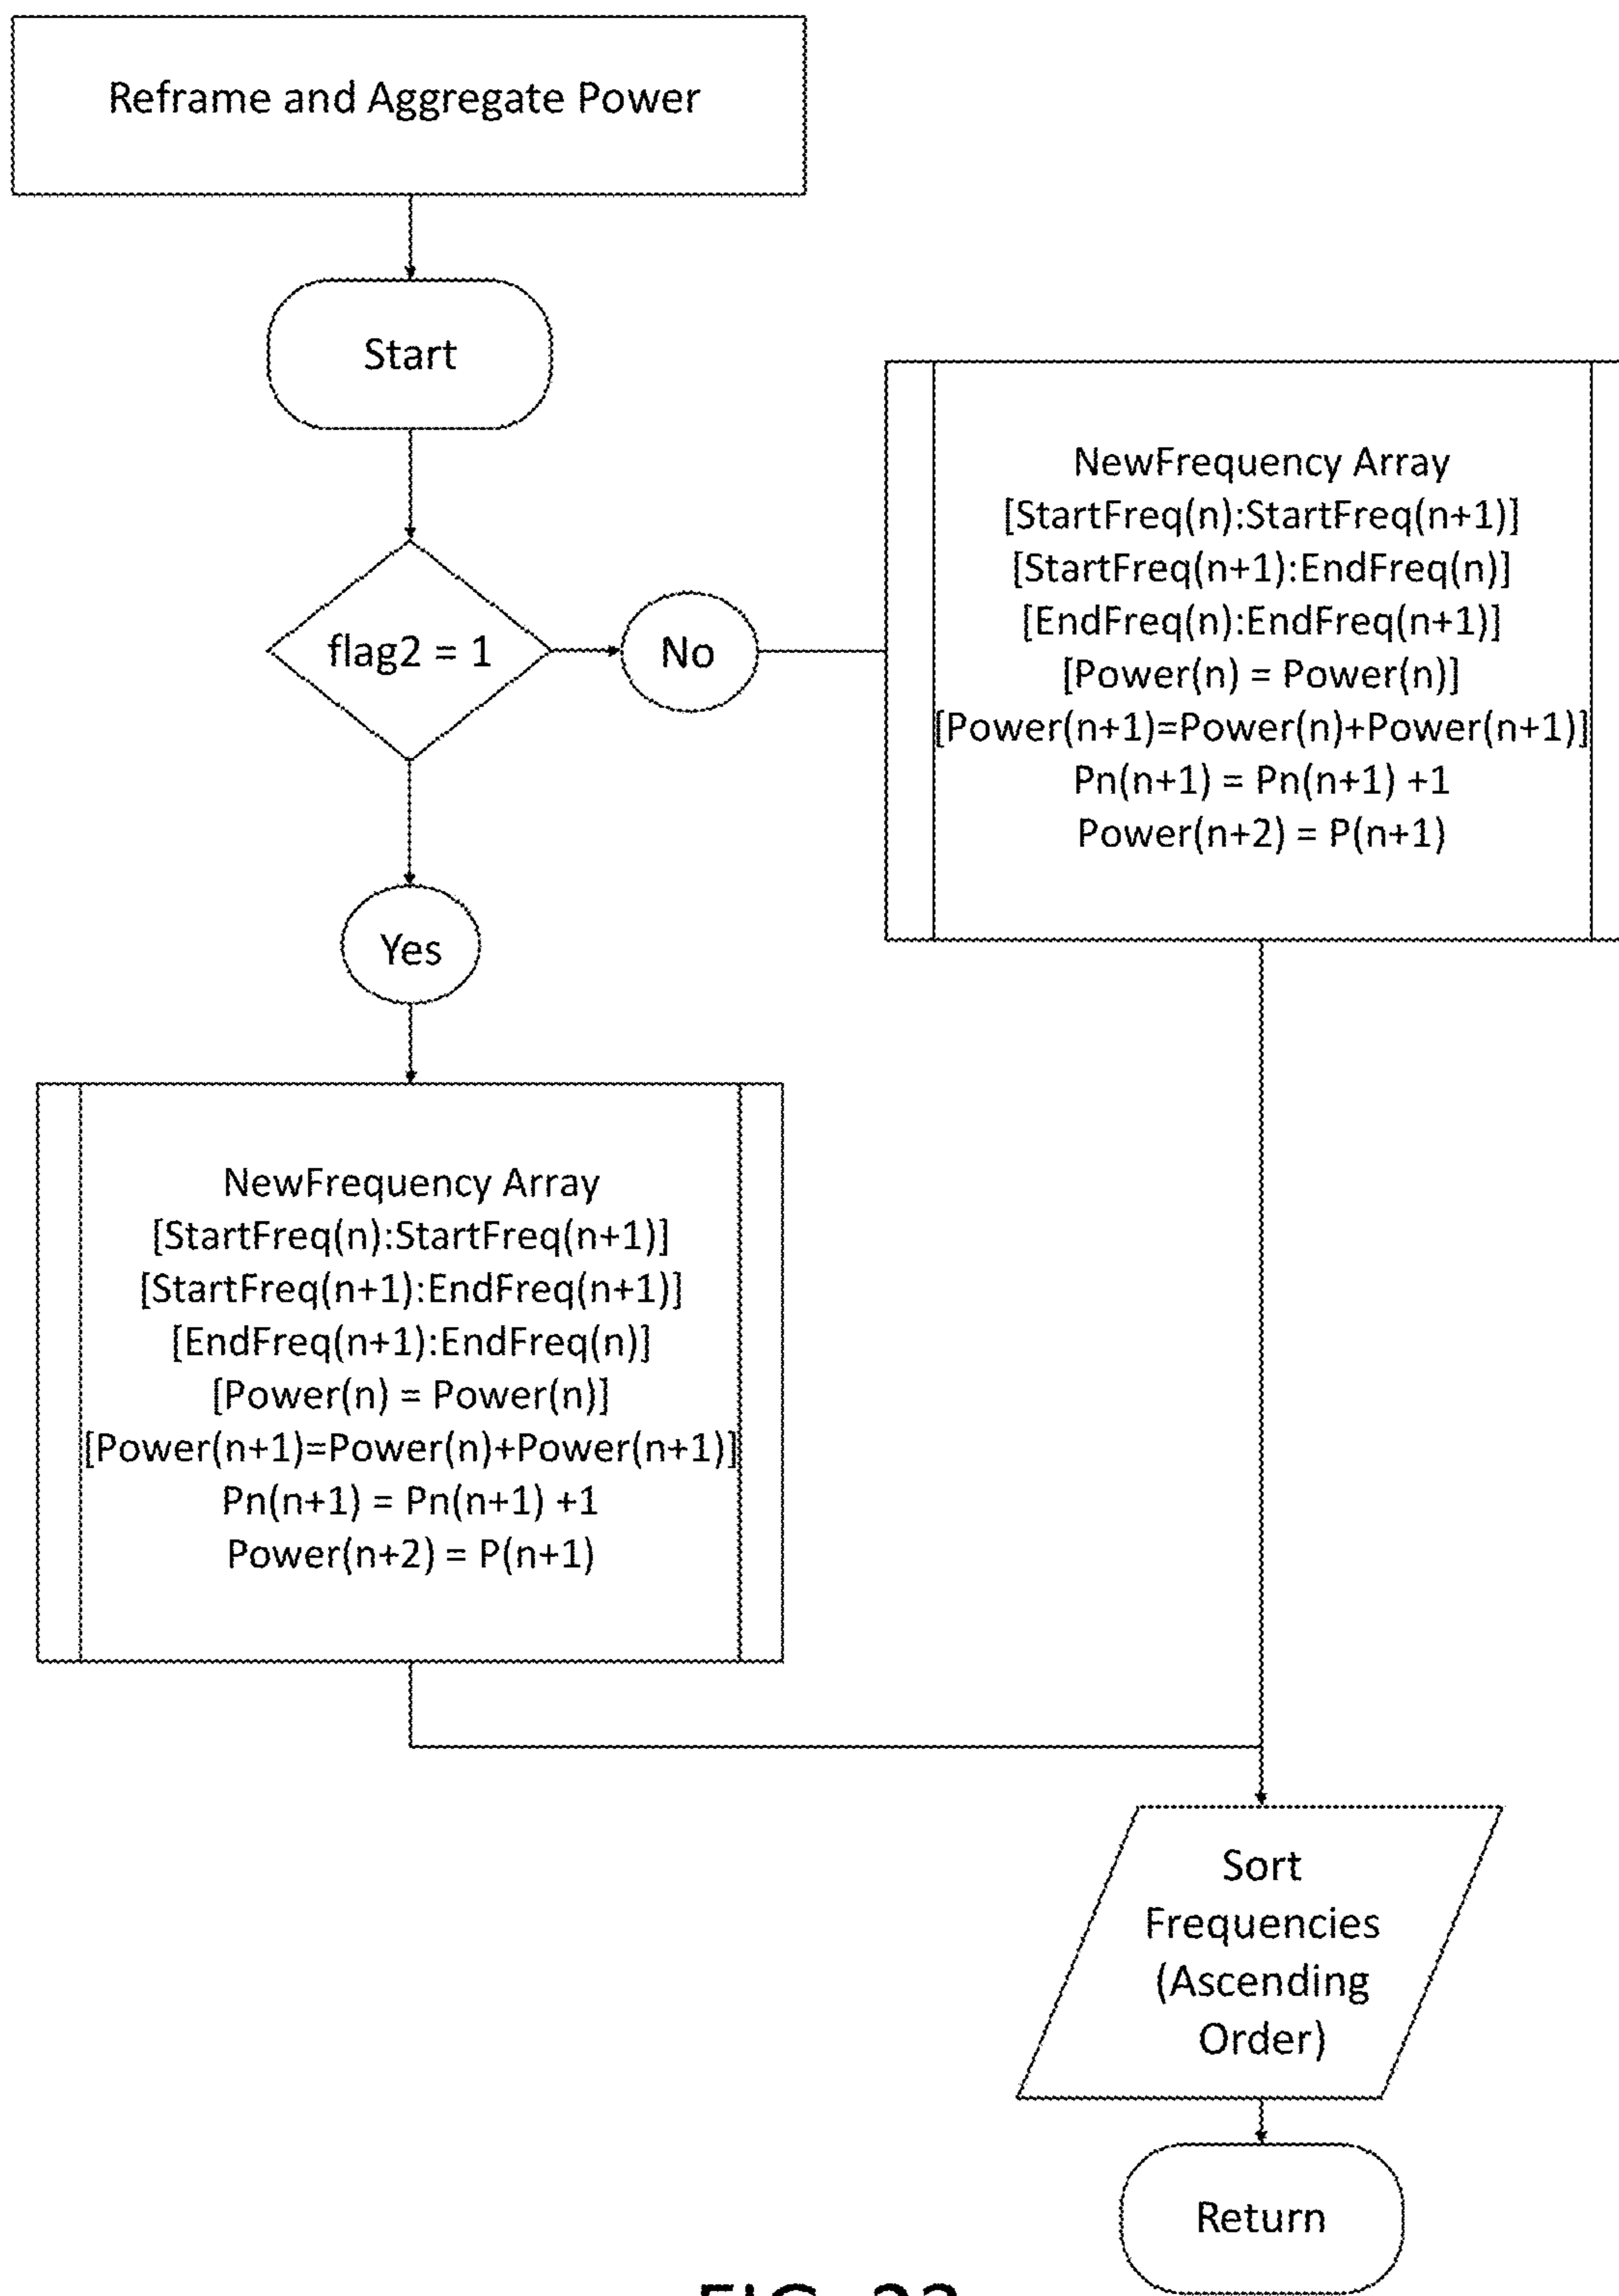 Reframe and Aggregate Power
Start
flag2 = 1
No
NewFrequency Array
[StartFreq(n):StartFreq(n+1)]
[StartFreq(n+1):EndFreq(n)]
[EndFreq(n):EndFreq(n+1)]
[Power(n) = Power(n)]
[Power(n+1)=Power(n)+Power(n+1)]
Pn(n+1) = Pn(n+1) +1
Power(n+2) = P(n+1)
Yes
NewFrequency Array
[StartFreq(n):StartFreq(n+1)]
[StartFreq(n+1):EndFreq(n+1)]
[EndFreq(n+1):EndFreq(n)]
[Power(n) = Power(n)]
[Power(n+1)=Power(n)+Power(n+1)]
Pn(n+1) = Pn(n+1) +1
Power(n+2) = P(n+1)
Sort
Frequencies
(Ascending
Order)
Return